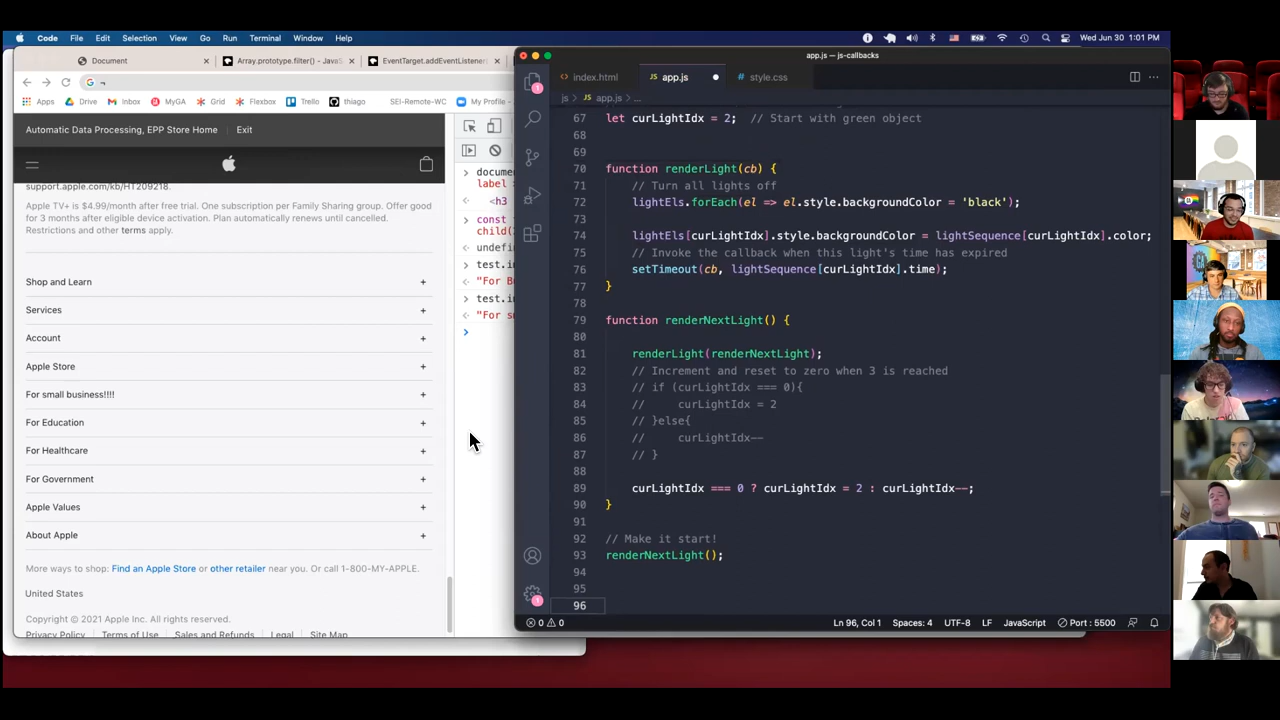 Code File Edit Selection View Go Run Terminal Window Help
Wed Jun 30 1:01 PM
Document
Array.prototype.filter() - JavaS
EventTarget.addEventListener
Apps Drive Inbox MyGA Grid Flexbox Trello thiago SEI-Remote-WC My Profile -
Automatic Data Processing, EPP Store Home Exit
support.apple.com/kb/HT209218.
Apple TV+ is $4.99/month after free trial. One subscription per Family Sharing group. Offer good
for 3 months after eligible device activation. Plan automatically renews until cancelled.
Restrictions and other terms apply.
Shop and Learn +
Services +
Account +
Apple Store +
For small business!!!! +
For Education +
For Healthcare +
For Government +
Apple Values +
About Apple +
More ways to shop: Find an Apple Store or other retailer near you. Or call 1-800-MY-APPLE.
United States
Copyright © 2021 Apple Inc. All rights reserved.
Privacy Policy Terms of Use Sales and Refunds Legal Site Map
> docum
label =
<h3
> const
child(
undefi
> test.i
"For B
> test.i
"For s
>
app.js — js-callbacks
index.html app.js style.css
js > app.js > ...
67 let curLightIdx = 2; // Start with green object
68
69
70 function renderLight(cb) {
71 // Turn all lights off
72 lightEls.forEach(el => el.style.backgroundColor = 'black');
73
74 lightEls[curLightIdx].style.backgroundColor = lightSequence[curLightIdx].color;
75 // Invoke the callback when this light's time has expired
76 setTimeout(cb, lightSequence[curLightIdx].time);
77 }
78
79 function renderNextLight() {
80
81 renderLight(renderNextLight);
82 // Increment and reset to zero when 3 is reached
83 // if (curLightIdx === 0){
84 // curLightIdx = 2
85 // }else{
86 // curLightIdx--
87 // }
88
89 curLightIdx === 0 ? curLightIdx = 2 : curLightIdx--;
90 }
91
92 // Make it start!
93 renderNextLight();
94
95
96
0 0 Ln 96, Col 1 Spaces: 4 UTF-8 LF JavaScript Port : 5500